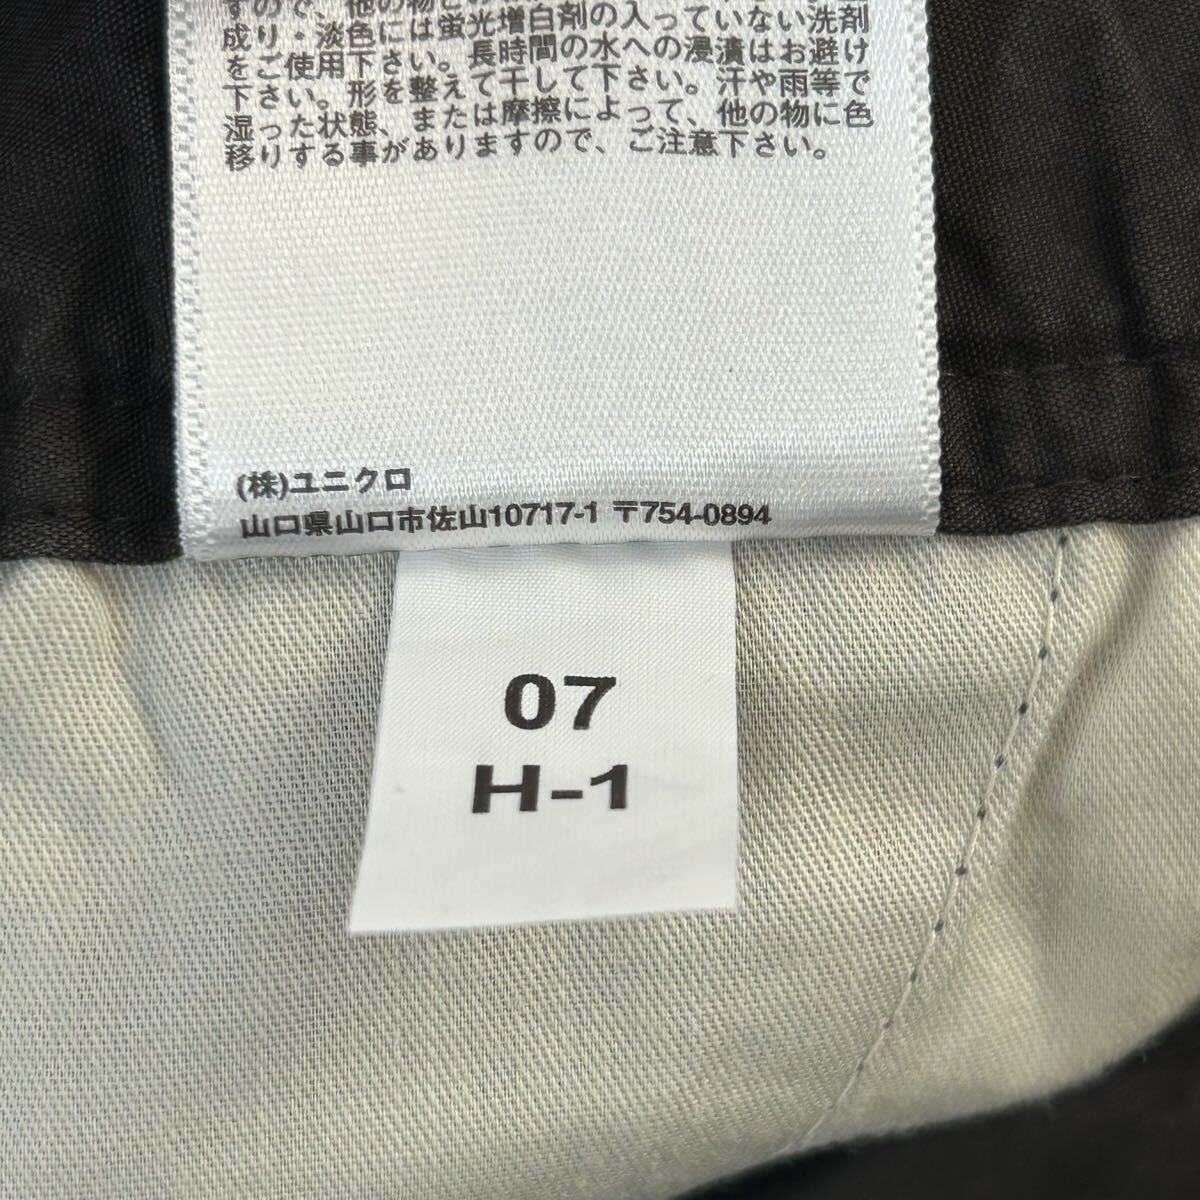 すので、他の物との
成り・淡色には蛍光増白剤の入っていない洗剤
をご使用下さい。長時間の水への浸漬はお避け
下さい。形を整えて干して下さい。汗や雨等で
湿った状態、または摩擦によって、他の物に色
移りする事がありますので、ご注意下さい。
(株)ユニクロ
山口県山口市佐山10717-1 〒754-0894
07
H-1